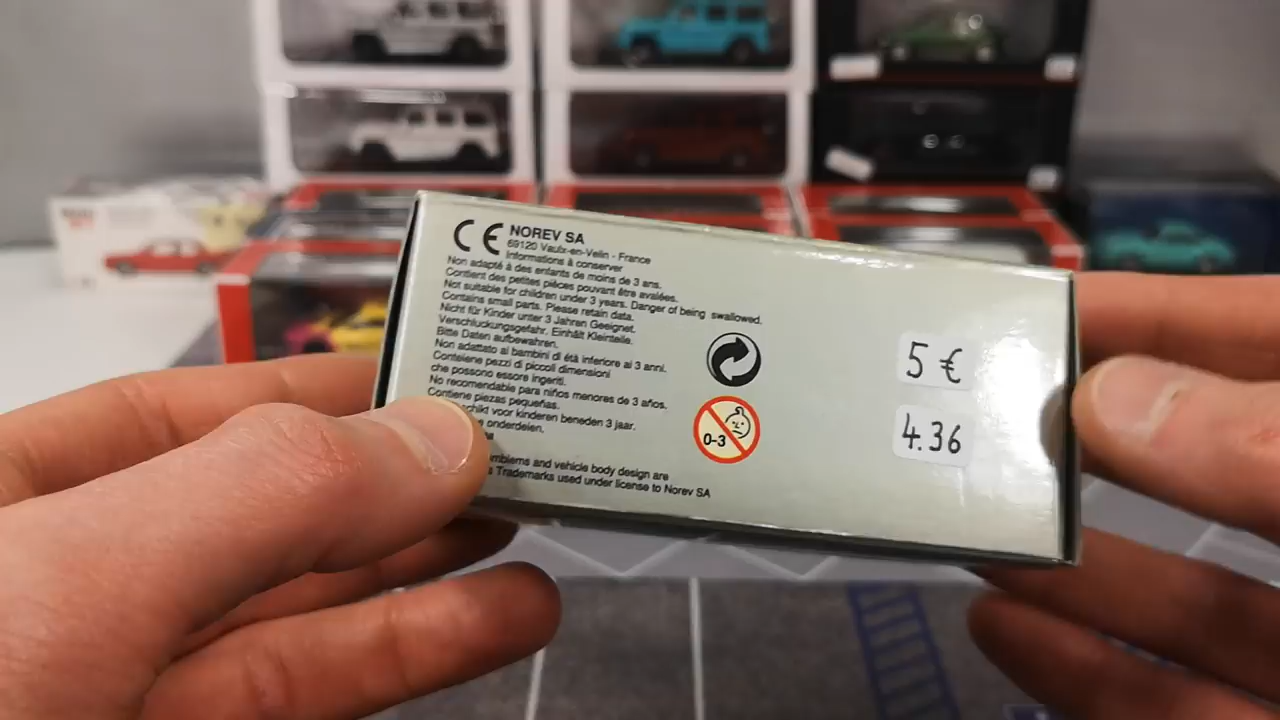 CE NOREV SA
69120 Vaulx-en-Velin - France
Informations à conserver
Non adapté à des enfants de moins de 3 ans.
Contient des petites pièces pouvant être avalées.
Not suitable for children under 3 years. Danger of being swallowed.
Contains small parts. Please retain data.
Nicht für Kinder unter 3 Jahren Geeignet.
Verschluckungsgefahr. Einhält Kleinteile.
Bitte Daten aufbewahren.
Non adattato ai bambini di étà inferiore ai 3 anni.
Conteiene pezzi di piccoli dimensioni
che possono essere ingeriti.
No recomendable para niños menores de 3 años.
Contiene piezas pequeñas.
voor kinderen beneden 3 jaar.
onderdelen.
and vehicle body design are
Trademarks used under license to Norev SA
0-3
5 €
4.36